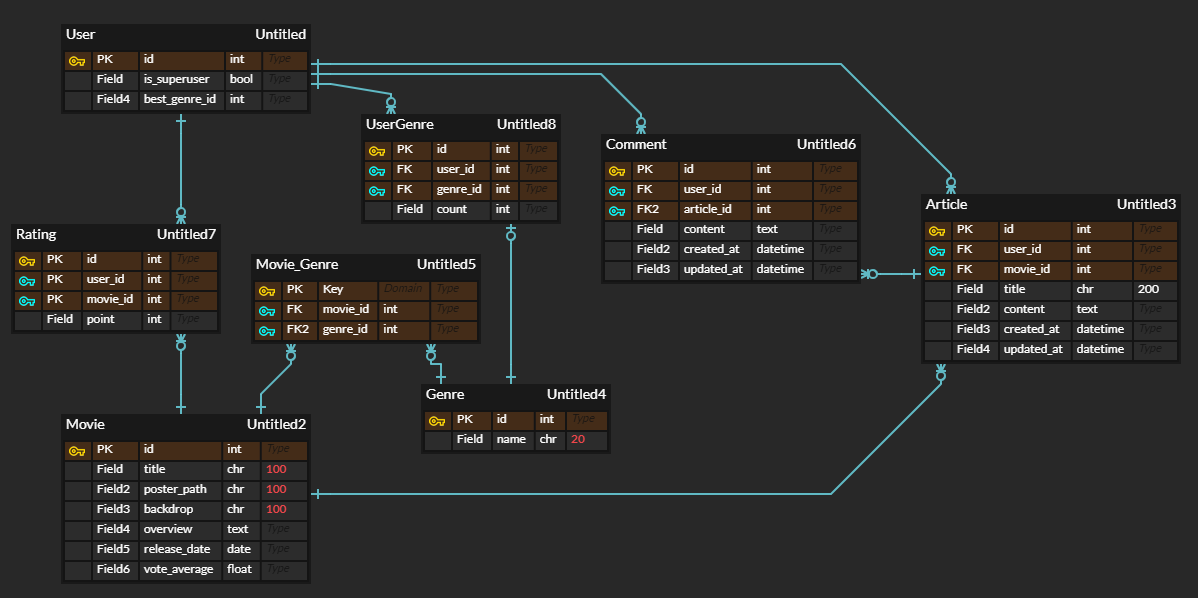 User Untitled
PK id int Type
Field is_superuser bool Type
Field4 best_genre_id int Type
UserGenre Untitled8
PK id int Type
FK user_id int Type
FK genre_id int Type
Field count int Type
Comment Untitled6
PK id int Type
FK user_id int Type
FK2 article_id int Type
Field content text Type
Field2 created_at datetime Type
Field3 updated_at datetime Type
Article Untitled3
PK id int Type
FK user_id int Type
FK movie_id int Type
Field title chr 200
Field2 content text Type
Field3 created_at datetime Type
Field4 updated_at datetime Type
Rating Untitled7
PK id int Type
PK user_id int Type
PK movie_id int Type
Field point int Type
Movie_Genre Untitled5
PK Key Domain Type
FK movie_id int Type
FK2 genre_id int Type
Genre Untitled4
PK id int Type
Field name chr 20
Movie Untitled2
PK id int Type
Field title chr 100
Field2 poster_path chr 100
Field3 backdrop chr 100
Field4 overview text Type
Field5 release_date date Type
Field6 vote_average float Type